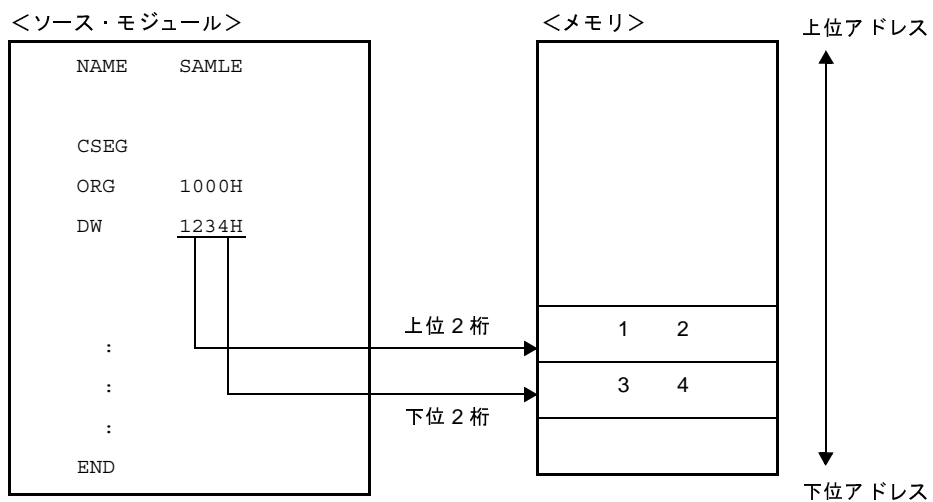 ＜ソース・モジュール＞
NAME SAMLE
CSEG
ORG 1000H
DW 1234H
:
:
:
END
上位 2 桁
下位 2 桁
＜メモリ＞
1 2
3 4
上位アドレス
下位アドレス